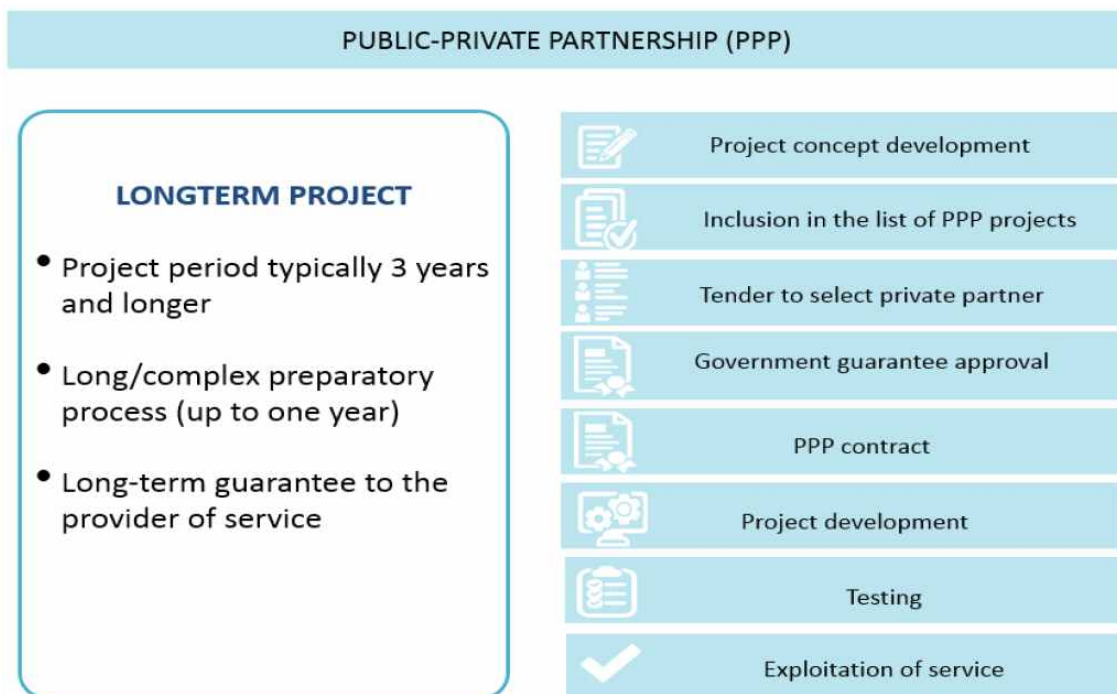 PUBLIC-PRIVATE PARTNERSHIP (PPP)
LONGTERM PROJECT
• Project period typically 3 years
and longer
• Long/complex preparatory
process (up to one year)
• Long-term guarantee to the
provider of service
Project concept development
Inclusion in the list of PPP projects
Tender to select private partner
Government guarantee approval
PPP contract
Project development
Testing
Exploitation of service